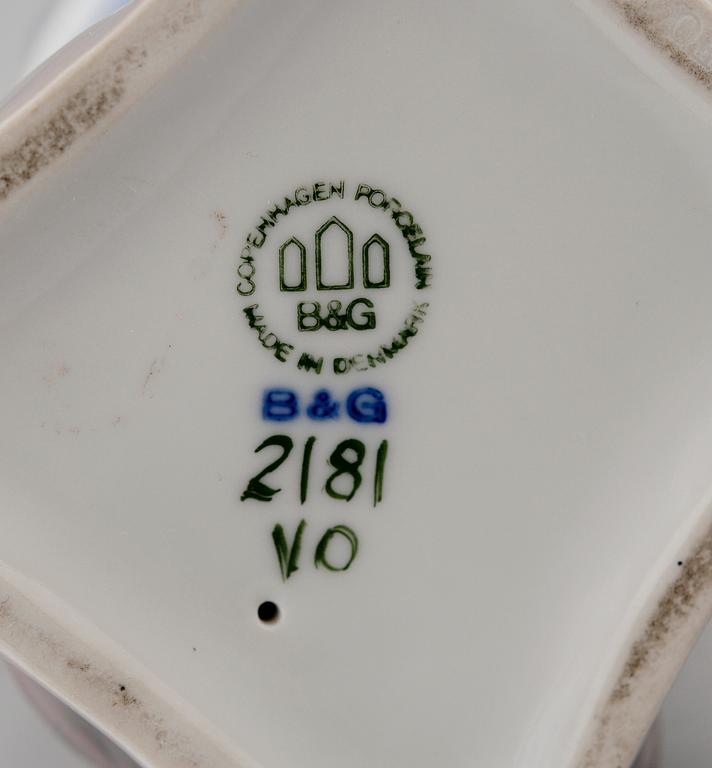 COPENHAGEN PORCELAIN
B&G
MADE IN DENMARK
B&G
2181
VO